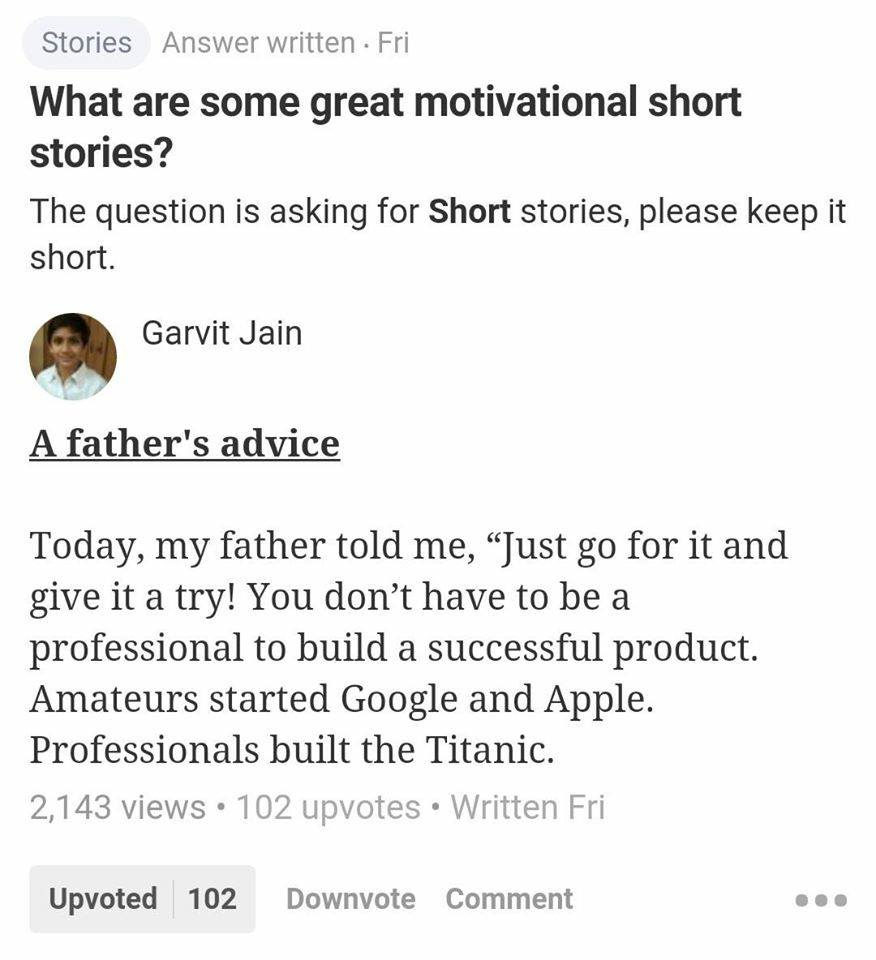 Stories Answer written · Fri
What are some great motivational short
stories?
The question is asking for Short stories, please keep it
short.
Garvit Jain
A father's advice
Today, my father told me, “Just go for it and
give it a try! You don’t have to be a
professional to build a successful product.
Amateurs started Google and Apple.
Professionals built the Titanic.
2,143 views • 102 upvotes • Written Fri
Upvoted 102 Downvote Comment